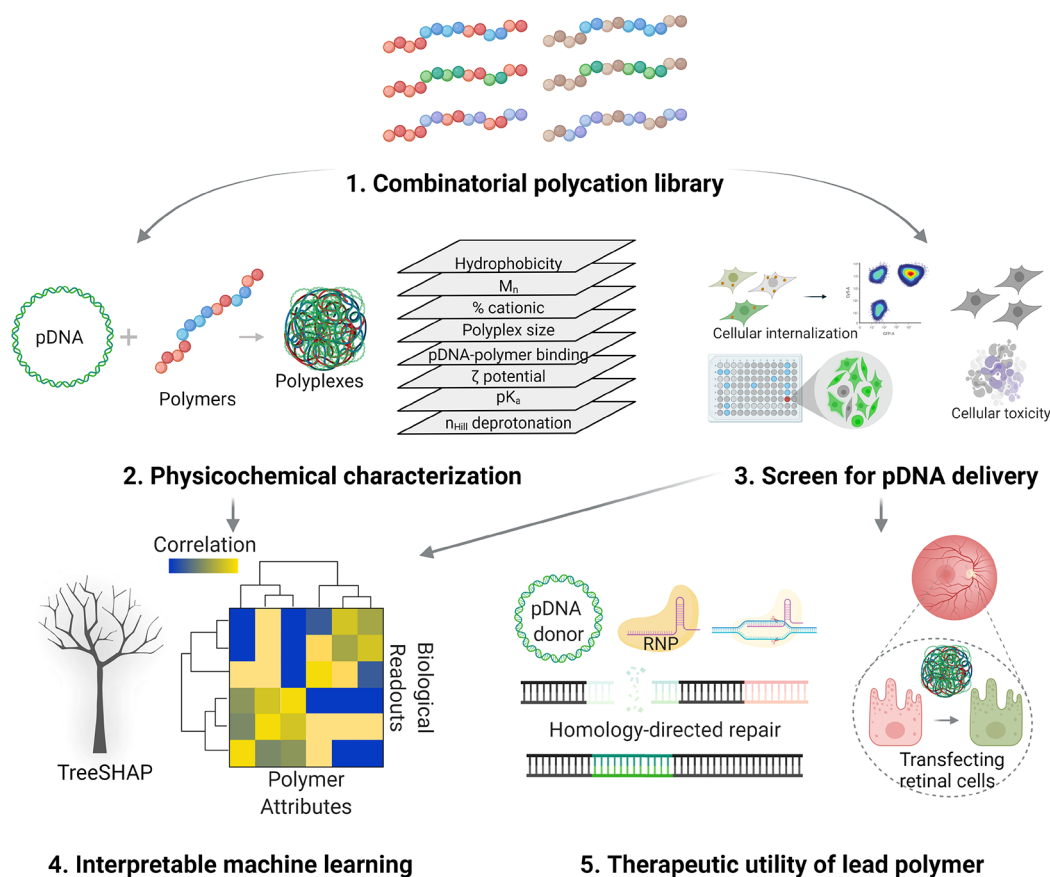 1. Combinatorial polycation library
pDNA
Polymers
Polyplexes
Hydrophobicity
Mn
% cationic
Polyplex size
pDNA-polymer binding
ζ potential
pKa
nHill deprotonation
Cellular internalization
Cellular toxicity
2. Physicochemical characterization
3. Screen for pDNA delivery
Correlation
TreeSHAP
Biological
Readouts
Polymer
Attributes
pDNA
donor
RNP
Homology-directed repair
Transfecting
retinal cells
4. Interpretable machine learning
5. Therapeutic utility of lead polymer